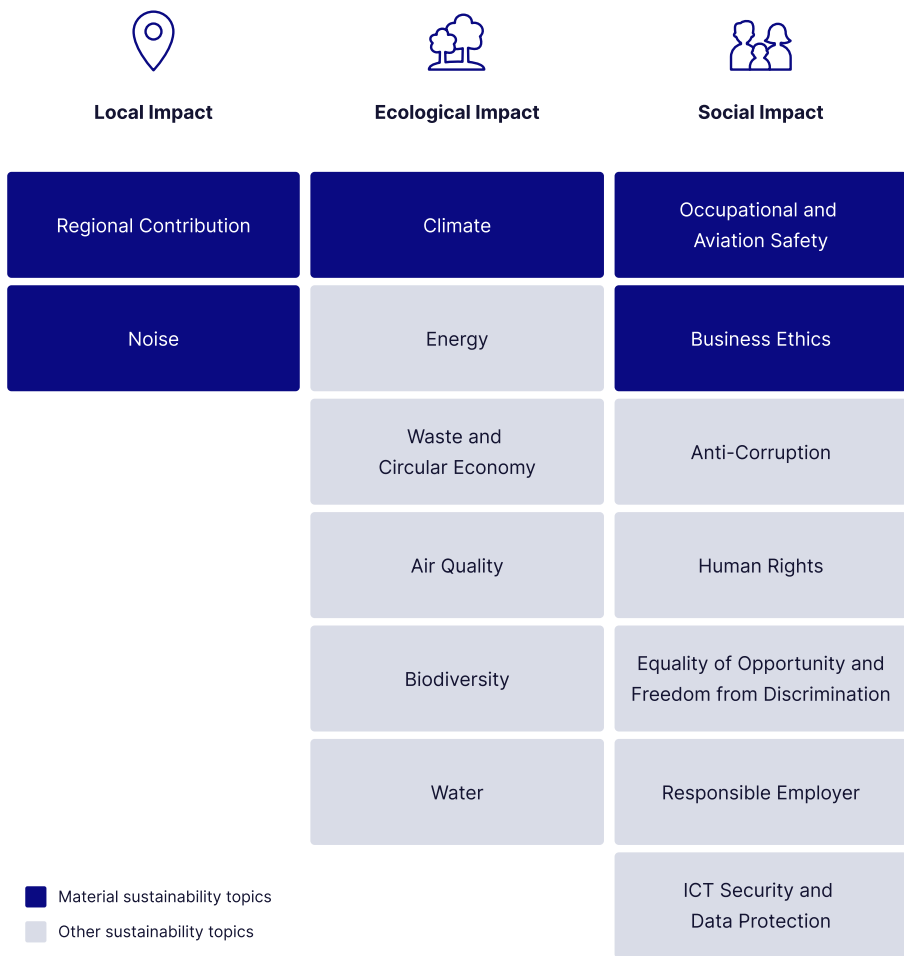 Local Impact
Ecological Impact
Social Impact
Regional Contribution
Climate
Occupational and
Aviation Safety
Noise
Energy
Business Ethics
Waste and
Circular Economy
Anti-Corruption
Air Quality
Human Rights
Biodiversity
Equality of Opportunity and
Freedom from Discrimination
Water
Responsible Employer
ICT Security and
Data Protection
Material sustainability topics
Other sustainability topics